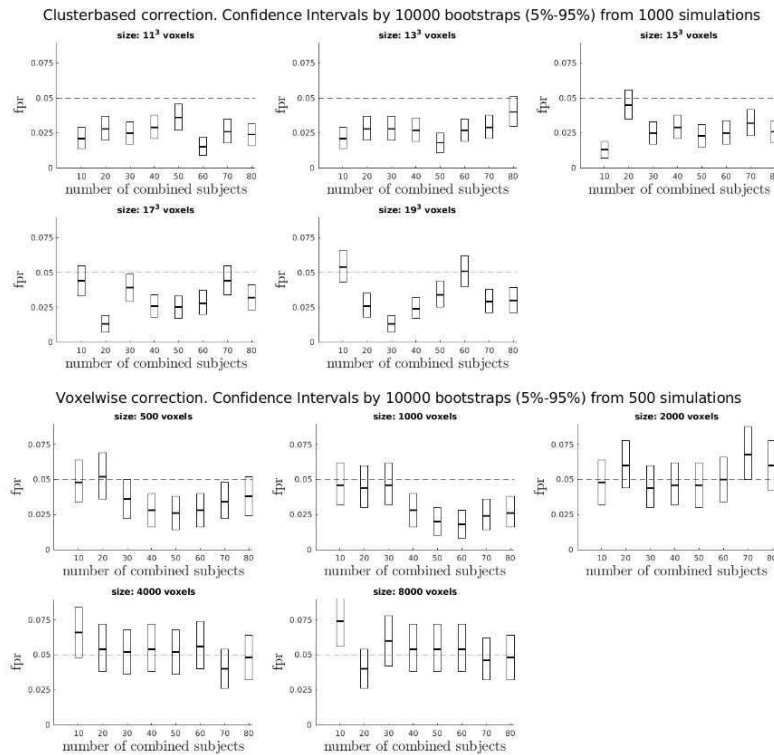 Clusterbased correction. Confidence Intervals by 10000 bootstraps (5%-95%) from 1000 simulations
size: 11³ voxels
fpr
0.075
0.05
0.025
0
10 20 30 40 50 60 70 80
number of combined subjects
size: 13³ voxels
fpr
0.075
0.05
0.025
0
10 20 30 40 50 60 70 80
number of combined subjects
size: 15³ voxels
fpr
0.075
0.05
0.025
0
10 20 30 40 50 60 70 80
number of combined subjects
size: 17³ voxels
fpr
0.075
0.05
0.025
0
10 20 30 40 50 60 70 80
number of combined subjects
size: 19³ voxels
fpr
0.075
0.05
0.025
0
10 20 30 40 50 60 70 80
number of combined subjects
Voxelwise correction. Confidence Intervals by 10000 bootstraps (5%-95%) from 500 simulations
size: 500 voxels
fpr
0.075
0.05
0.025
0
10 20 30 40 50 60 70 80
number of combined subjects
size: 1000 voxels
fpr
0.075
0.05
0.025
0
10 20 30 40 50 60 70 80
number of combined subjects
size: 2000 voxels
fpr
0.075
0.05
0.025
0
10 20 30 40 50 60 70 80
number of combined subjects
size: 4000 voxels
fpr
0.075
0.05
0.025
0
10 20 30 40 50 60 70 80
number of combined subjects
size: 8000 voxels
fpr
0.075
0.05
0.025
0
10 20 30 40 50 60 70 80
number of combined subjects